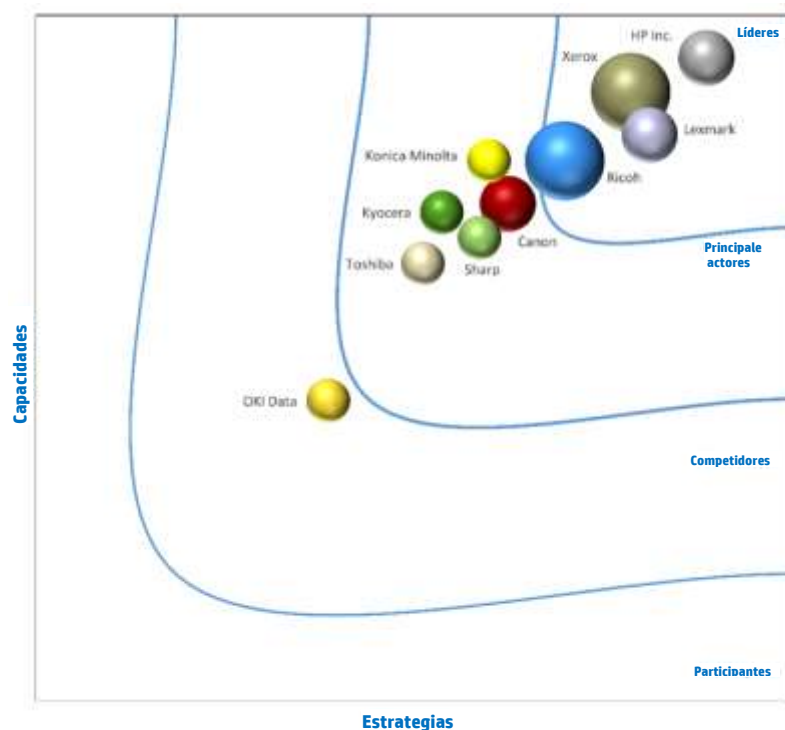 Líderes
HP Inc.
Xerox
Lexmark
Konica Minolta
Ricoh
Kyocera
Canon
Sharp
Toshiba
Principale
actores
OKI Data
Capacidades
Competidores
Participantes
Estrategias